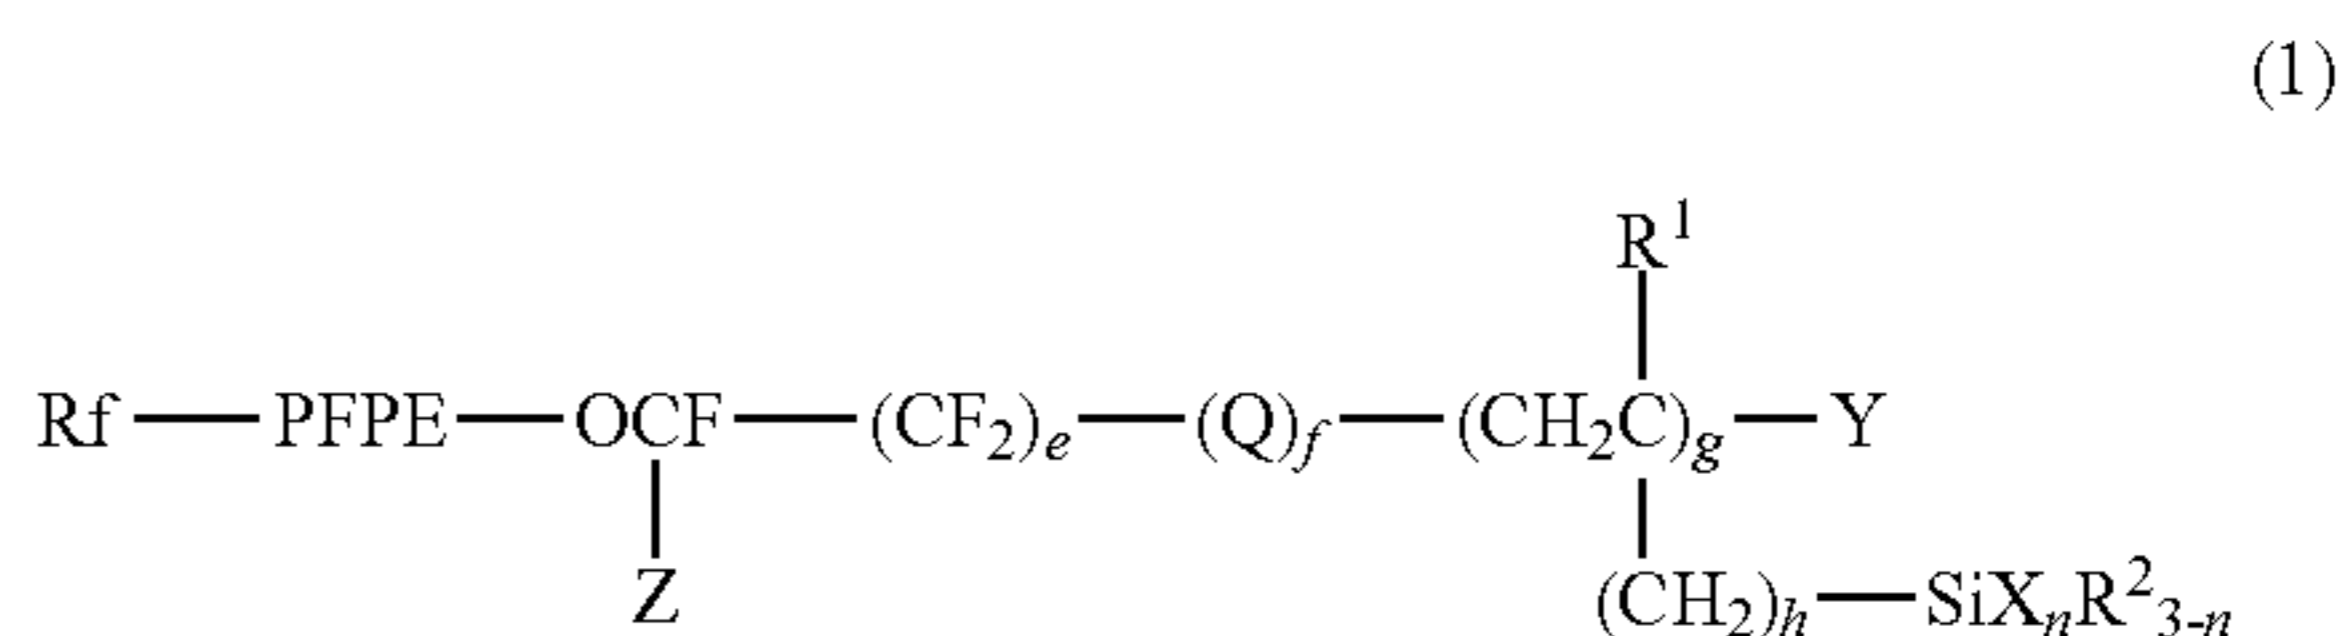 (1)
R¹
Rf—PFPE—OCF—(CF₂)ₑ—(Q)f—(CH₂C)g—Y
Z
(CH₂)ₕ—SiXₙR²₃₋ₙ